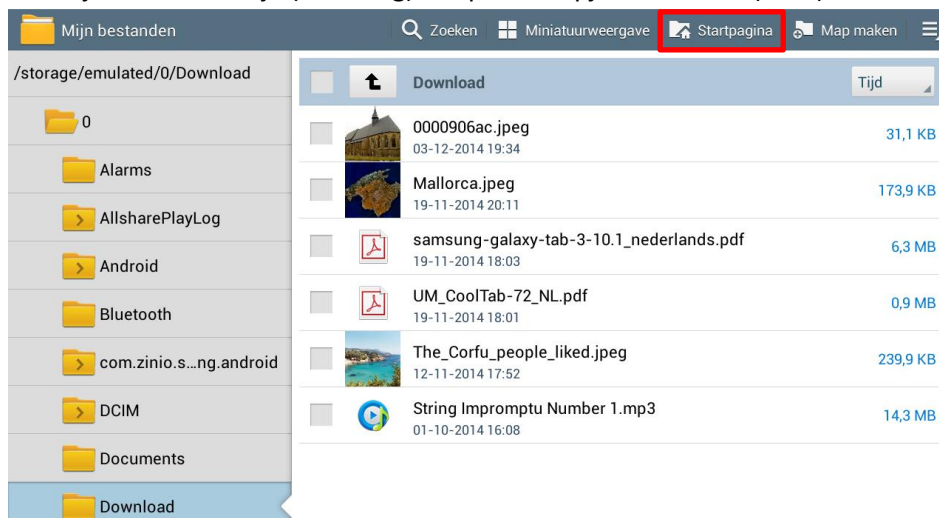 Mijn bestanden
Zoeken
Miniatuurweergave
Startpagina
Map maken
/storage/emulated/0/Download
0
Alarms
AllsharePlayLog
Android
Bluetooth
com.zinio.s...ng.android
DCIM
Documents
Download
Download
Tijd
0000906ac.jpeg
03-12-2014 19:34
31,1 KB
Mallorca.jpeg
19-11-2014 20:11
173,9 KB
samsung-galaxy-tab-3-10.1_nederlands.pdf
19-11-2014 18:03
6,3 MB
UM_CoolTab-72_NL.pdf
19-11-2014 18:01
0,9 MB
The_Corfu_people_liked.jpeg
12-11-2014 17:52
239,9 KB
String Impromptu Number 1.mp3
01-10-2014 16:08
14,3 MB